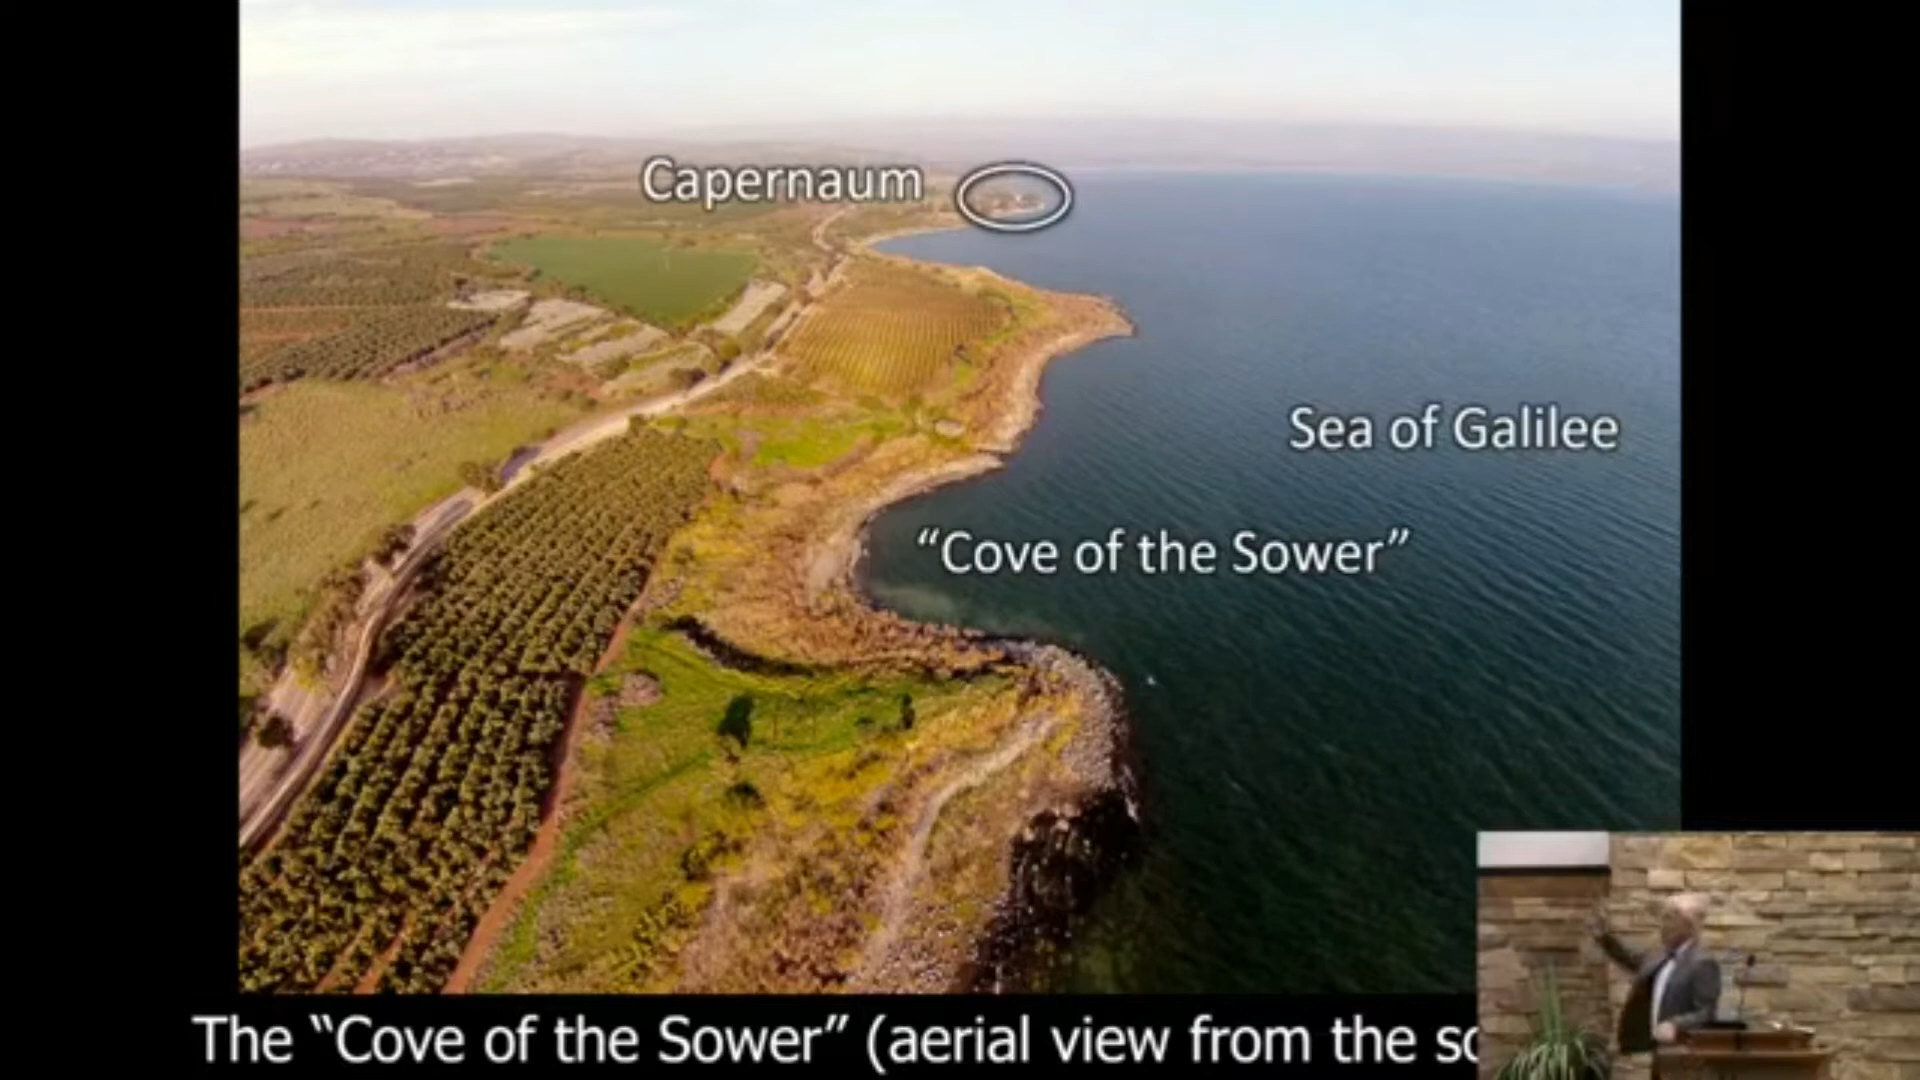 Capernaum
Sea of Galilee
“Cove of the Sower”
The “Cove of the Sower” (aerial view from the